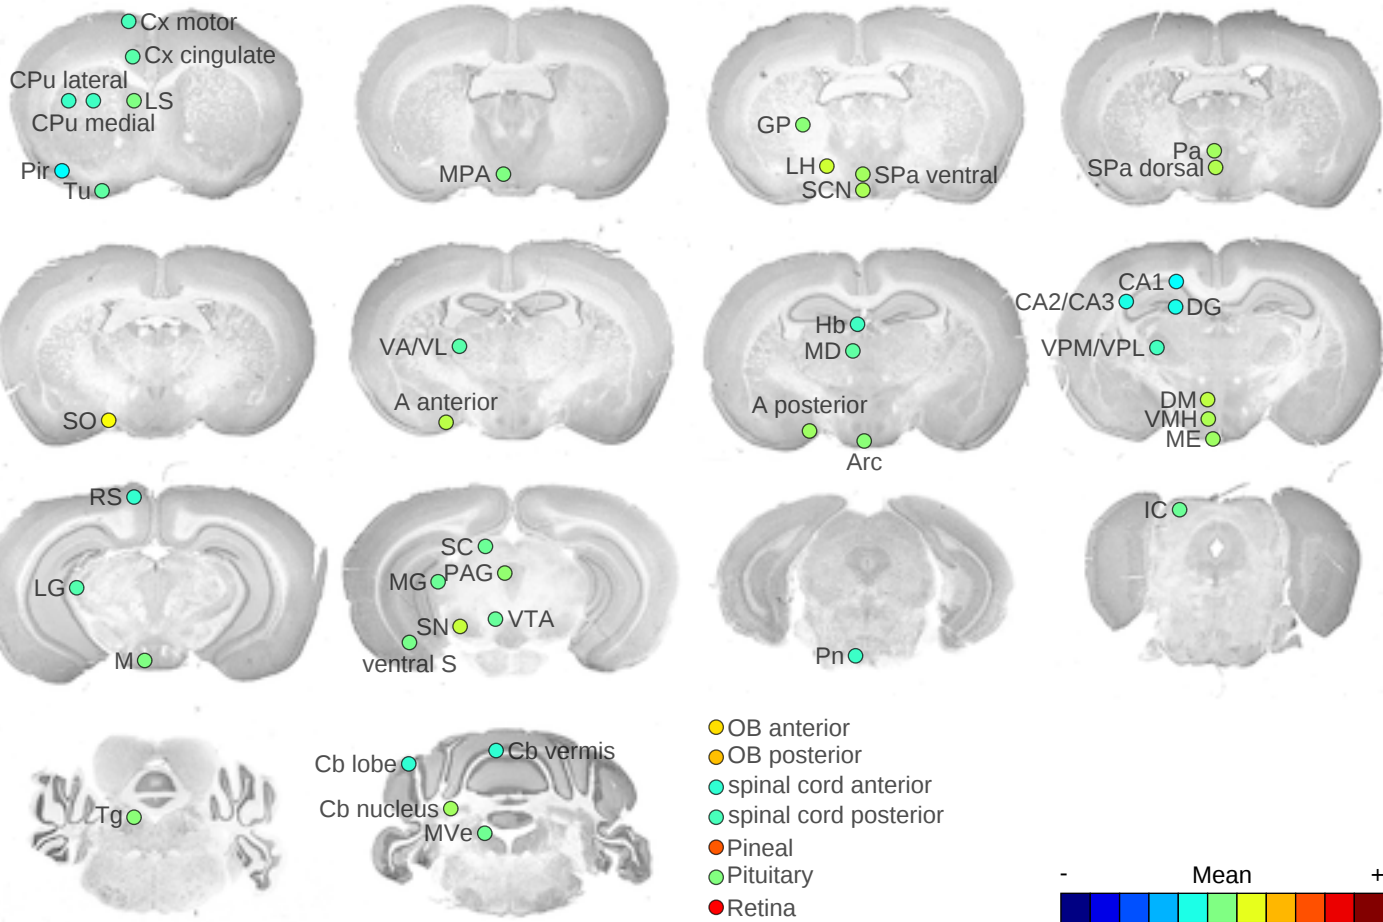 Cx motor
Cx cingulate
CPu lateral
LS
CPu medial
Pir
Tu
MPA
GP
LH
SPa ventral
SCN
Pa
SPa dorsal
SO
VA/VL
A anterior
Hb
MD
A posterior
Arc
CA1
CA2/CA3
DG
VPM/VPL
DM
VMH
ME
RS
LG
M
SC
MG
PAG
SN
VTA
ventral S
Pn
IC
Tg
Cb lobe
Cb vermis
Cb nucleus
MVe
OB anterior
OB posterior
spinal cord anterior
spinal cord posterior
Pineal
Pituitary
Retina
- Mean +